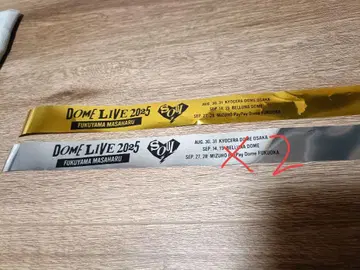 DOME LIVE 2025
FUKUYAMA MASAHARU
AUG. 30, 31 KYOCERA DOME OSAKA
SEP. 14, 15 BELLUNA DOME
SEP. 27, 28 MIZUHO PayPay Dome FUKUOKA
DOME LIVE 2025
FUKUYAMA MASAHARU
AUG. 30, 31 KYOCERA DOME OSAKA
SEP. 14, 15 BELLUNA DOME
SEP. 27, 28 MIZUHO PayPay Dome FUKUOKA
×2